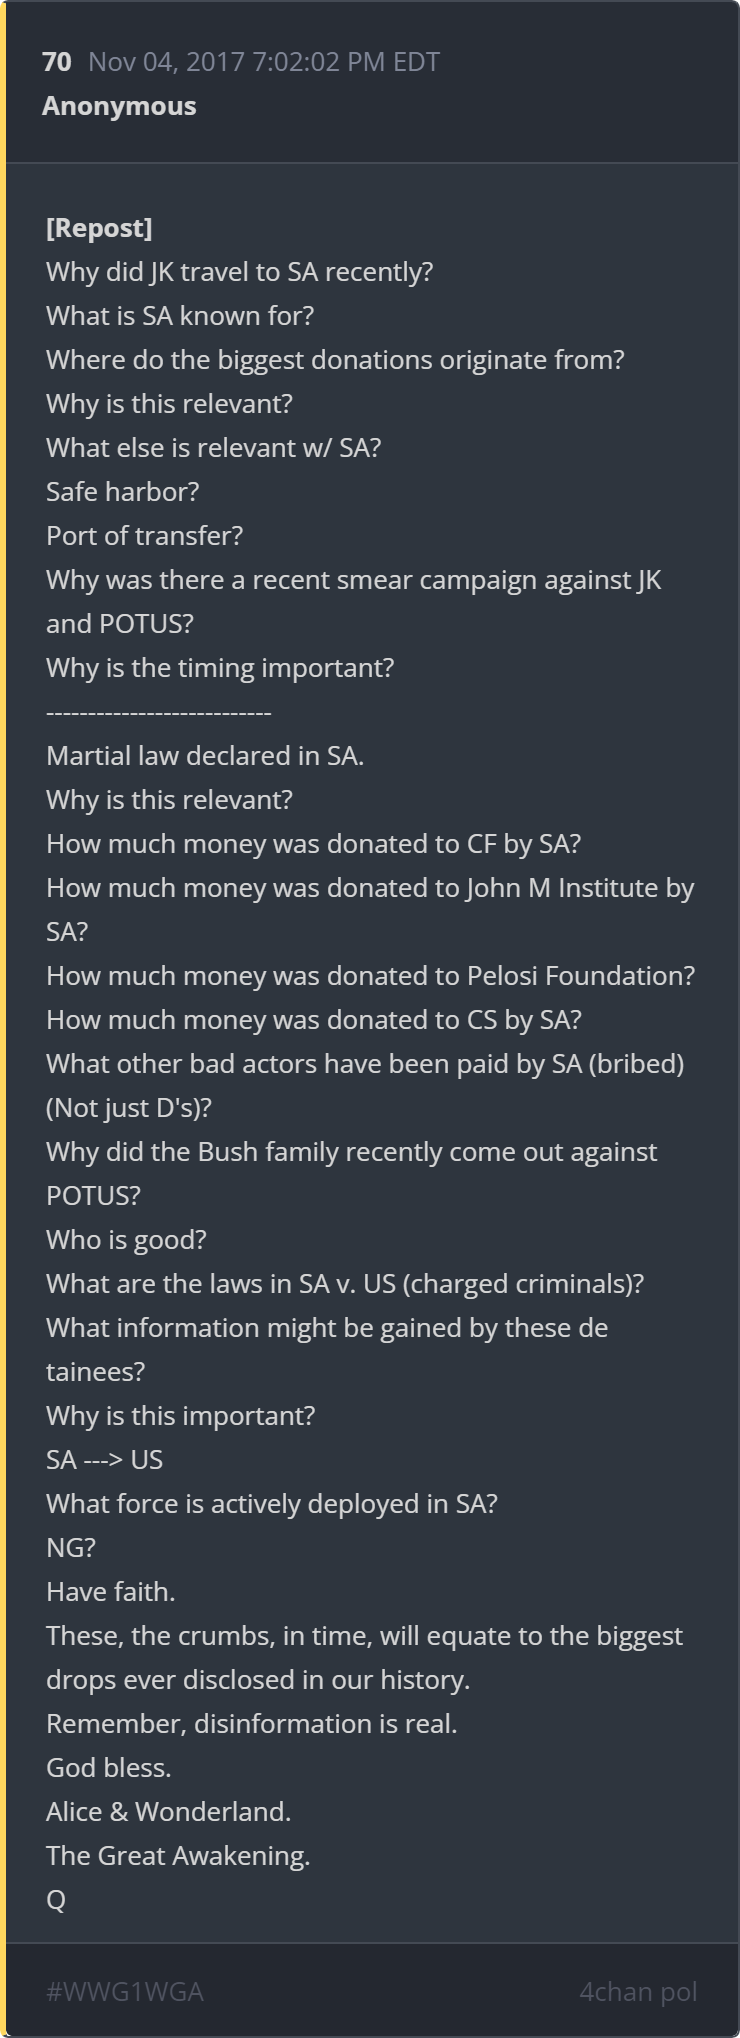 70 Nov 04, 2017 7:02:02 PM EDT
Anonymous
[Repost]
Why did JK travel to SA recently?
What is SA known for?
Where do the biggest donations originate from?
Why is this relevant?
What else is relevant w/ SA?
Safe harbor?
Port of transfer?
Why was there a recent smear campaign against JK
and POTUS?
Why is the timing important?
---------------------------
Martial law declared in SA.
Why is this relevant?
How much money was donated to CF by SA?
How much money was donated to John M Institute by
SA?
How much money was donated to Pelosi Foundation?
How much money was donated to CS by SA?
What other bad actors have been paid by SA (bribed)
(Not just D's)?
Why did the Bush family recently come out against
POTUS?
Who is good?
What are the laws in SA v. US (charged criminals)?
What information might be gained by these de
tainees?
Why is this important?
SA ---> US
What force is actively deployed in SA?
NG?
Have faith.
These, the crumbs, in time, will equate to the biggest
drops ever disclosed in our history.
Remember, disinformation is real.
God bless.
Alice & Wonderland.
The Great Awakening.
Q
#WWG1WGA 4chan pol